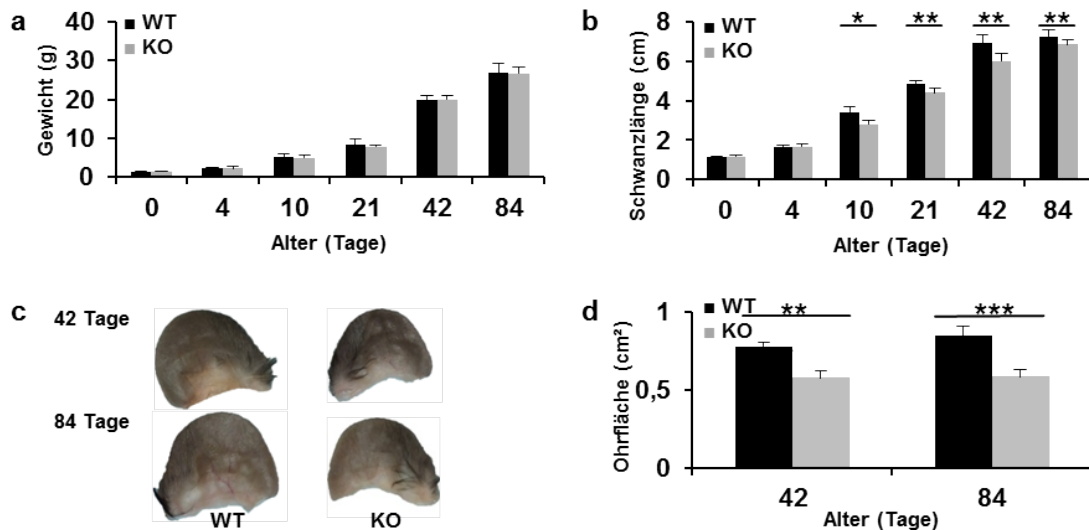 a
Gewicht (g)
40
30
20
10
0
WT
KO
0 4 10 21 42 84
Alter (Tage)
b
Schwanzlänge (cm)
8
6
4
2
0
WT
KO
* ** ** **
0 4 10 21 42 84
Alter (Tage)
c
42 Tage
84 Tage
WT KO
d
Ohrfläche (cm²)
1
0,5
0
WT
KO
** ***
42 84
Alter (Tage)